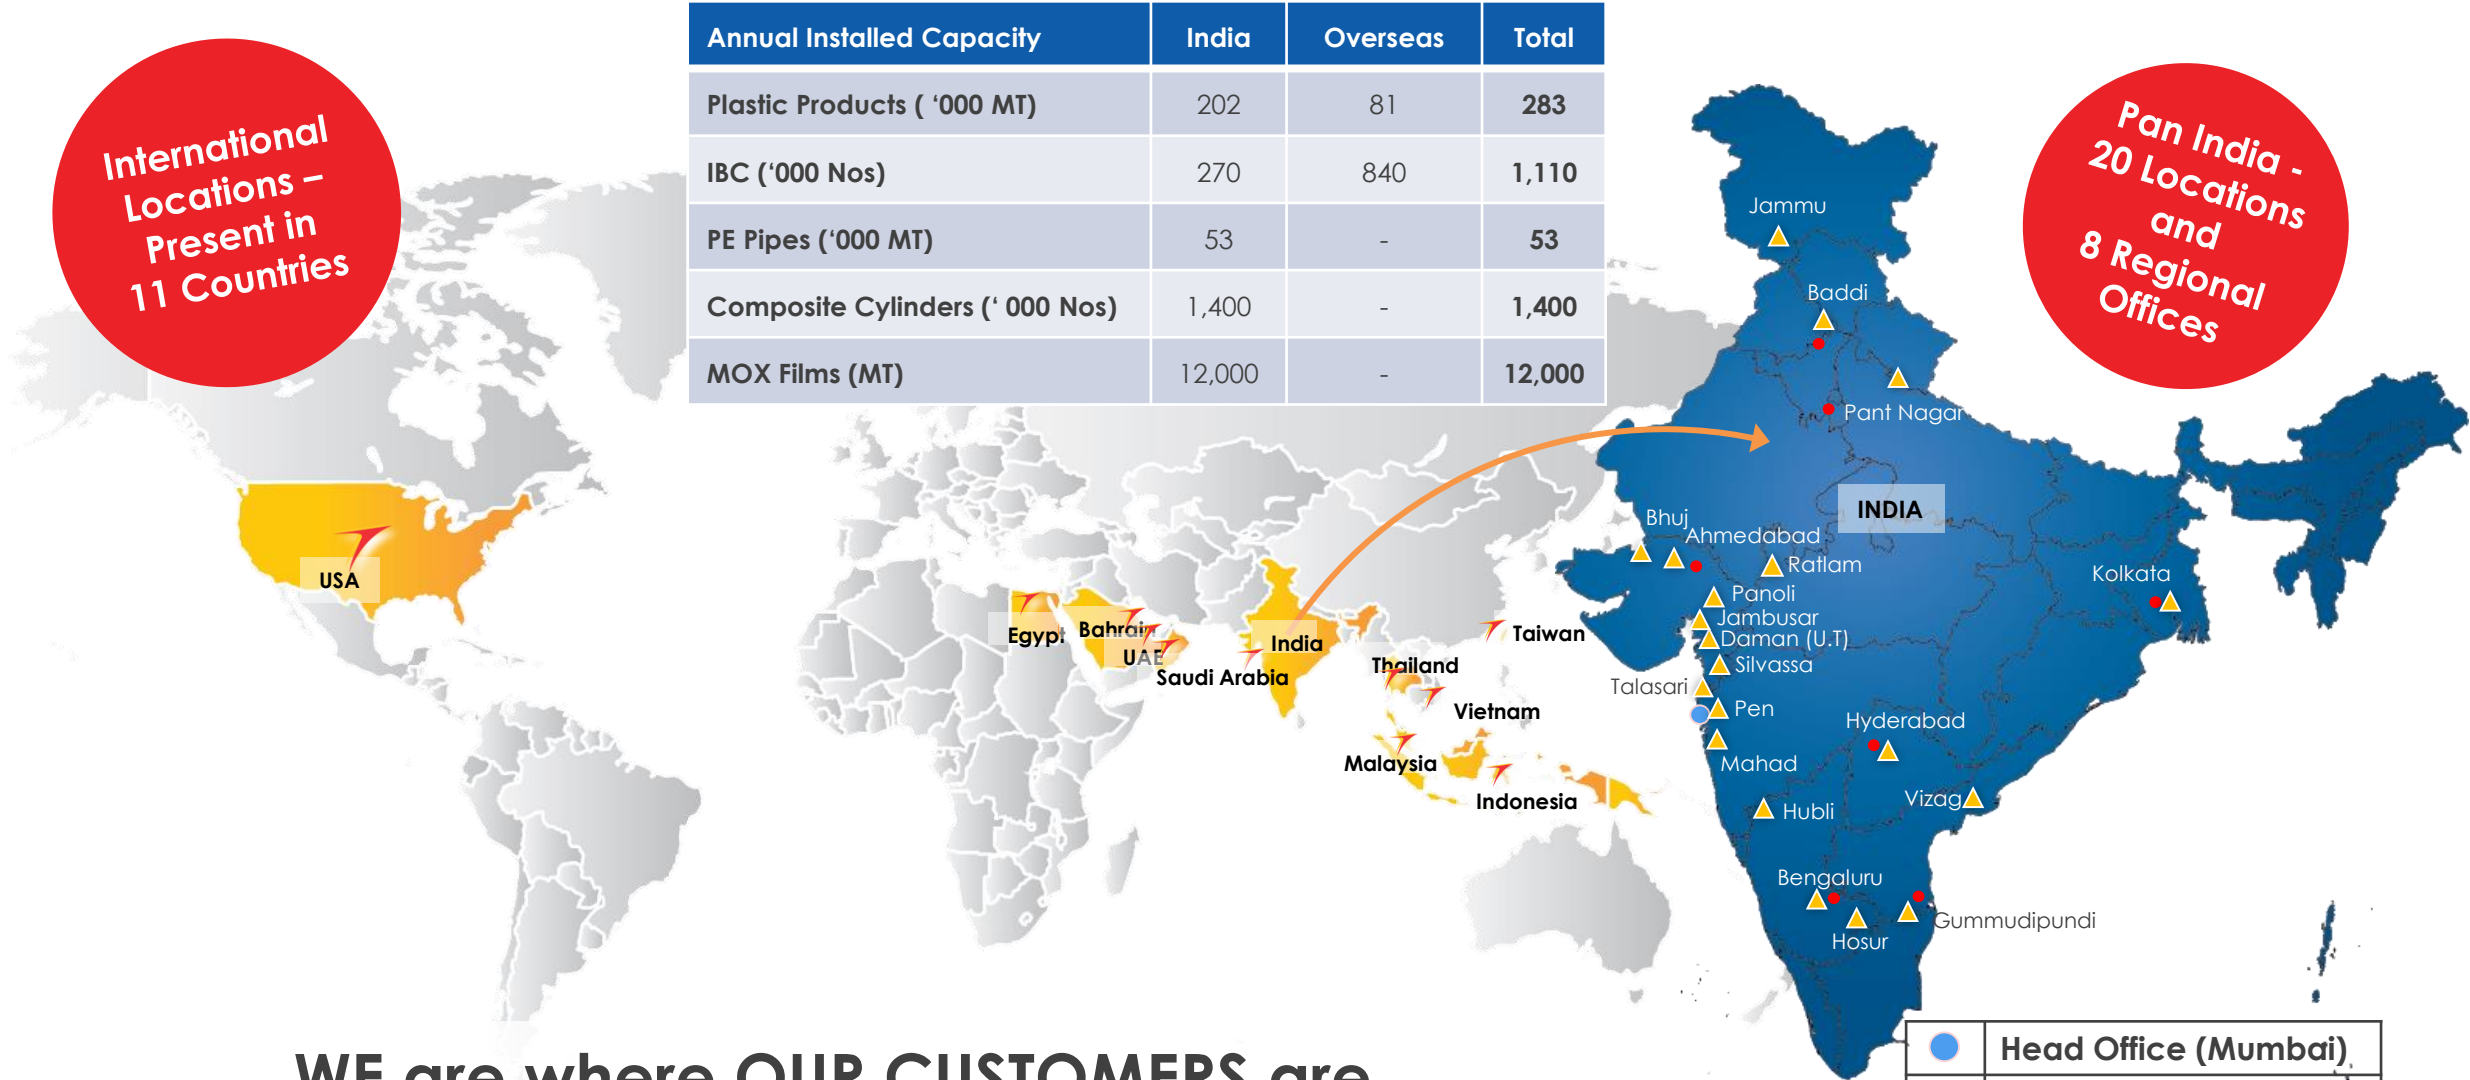 International
Locations –
Present in
11 Countries
Annual Installed Capacity India Overseas Total
Plastic Products ( ‘000 MT) 202 81 283
IBC (‘000 Nos) 270 840 1,110
PE Pipes (‘000 MT) 53 - 53
Composite Cylinders (‘ 000 Nos) 1,400 - 1,400
MOX Films (MT) 12,000 - 12,000
Pan India -
20 Locations
and
8 Regional
Offices
Jammu
Baddi
Pant Nagar
INDIA
Bhuj
Ahmedabad
Ratlam
Kolkata
Panoli
Jambusar
Daman (U.T)
Silvassa
Talasari
Pen
Hyderabad
Mahad
Vizag
Hubli
Bengaluru
Gummudipundi
Hosur
USA
Egypt
Bahrain
UAE
Saudi Arabia
India
Taiwan
Thailand
Vietnam
Malaysia
Indonesia
WE are where OUR CUSTOMERS are
Head Office (Mumbai)